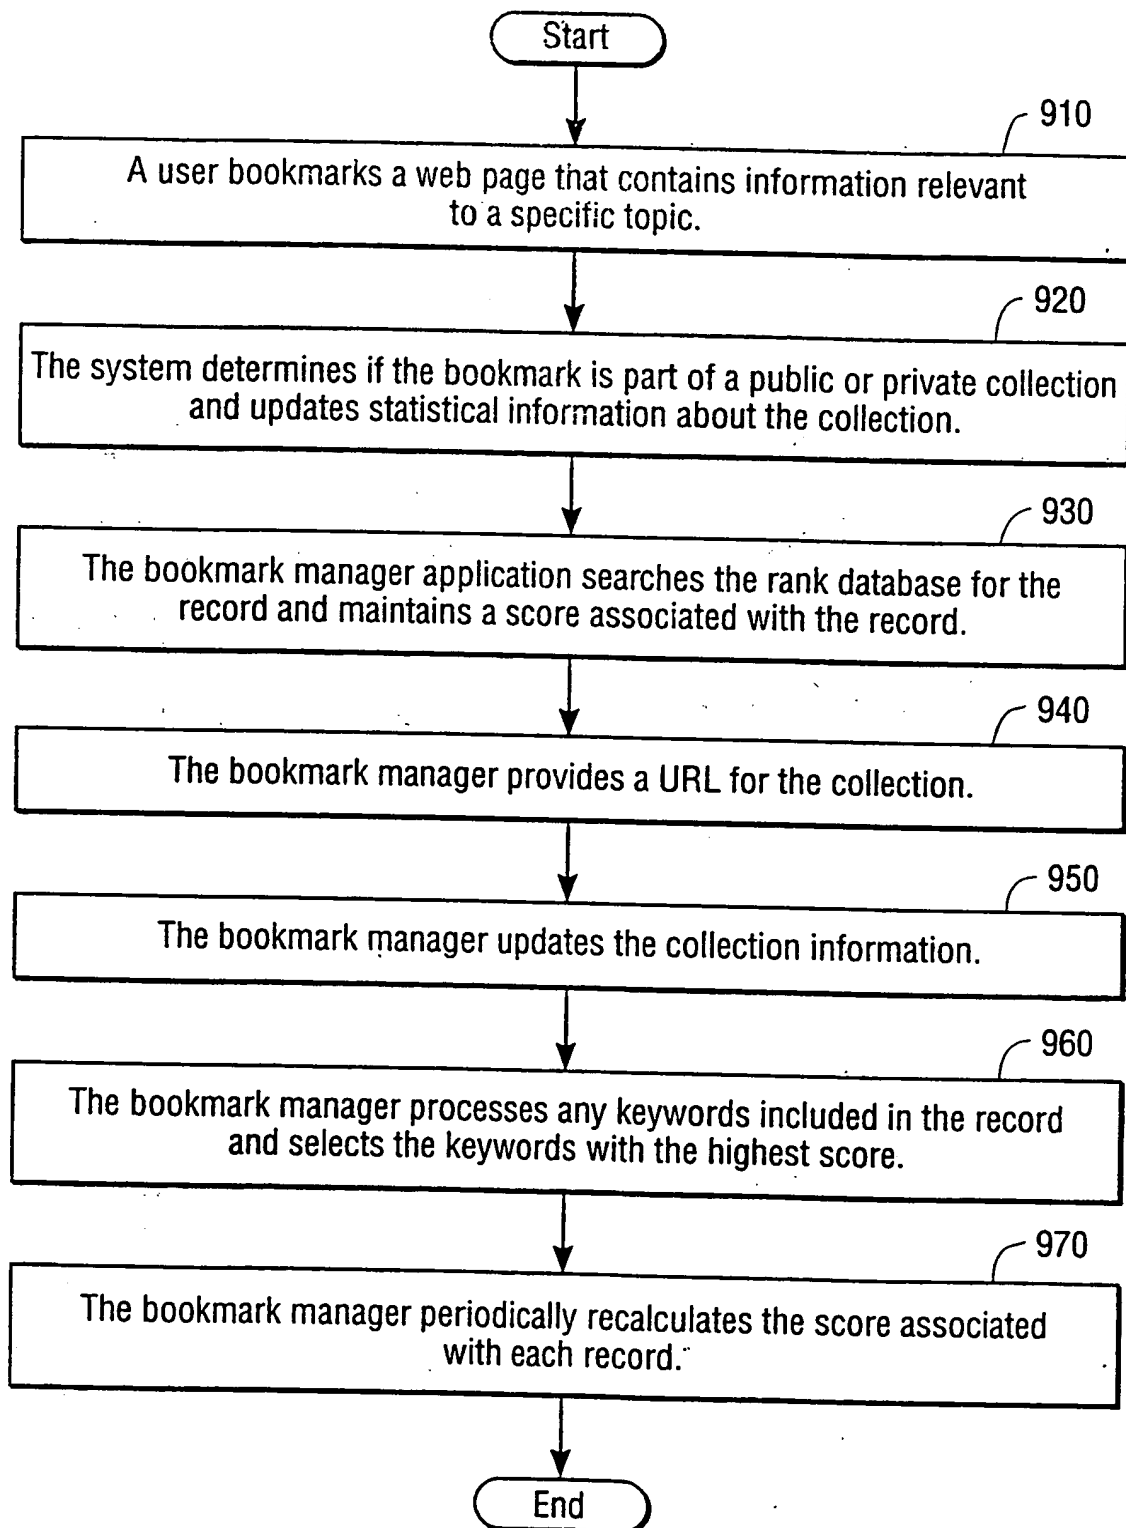 Start
910
A user bookmarks a web page that contains information relevant
to a specific topic.
920
The system determines if the bookmark is part of a public or private collection
and updates statistical information about the collection.
930
The bookmark manager application searches the rank database for the
record and maintains a score associated with the record.
940
The bookmark manager provides a URL for the collection.
950
The bookmark manager updates the collection information.
960
The bookmark manager processes any keywords included in the record
and selects the keywords with the highest score.
970
The bookmark manager periodically recalculates the score associated
with each record.
End